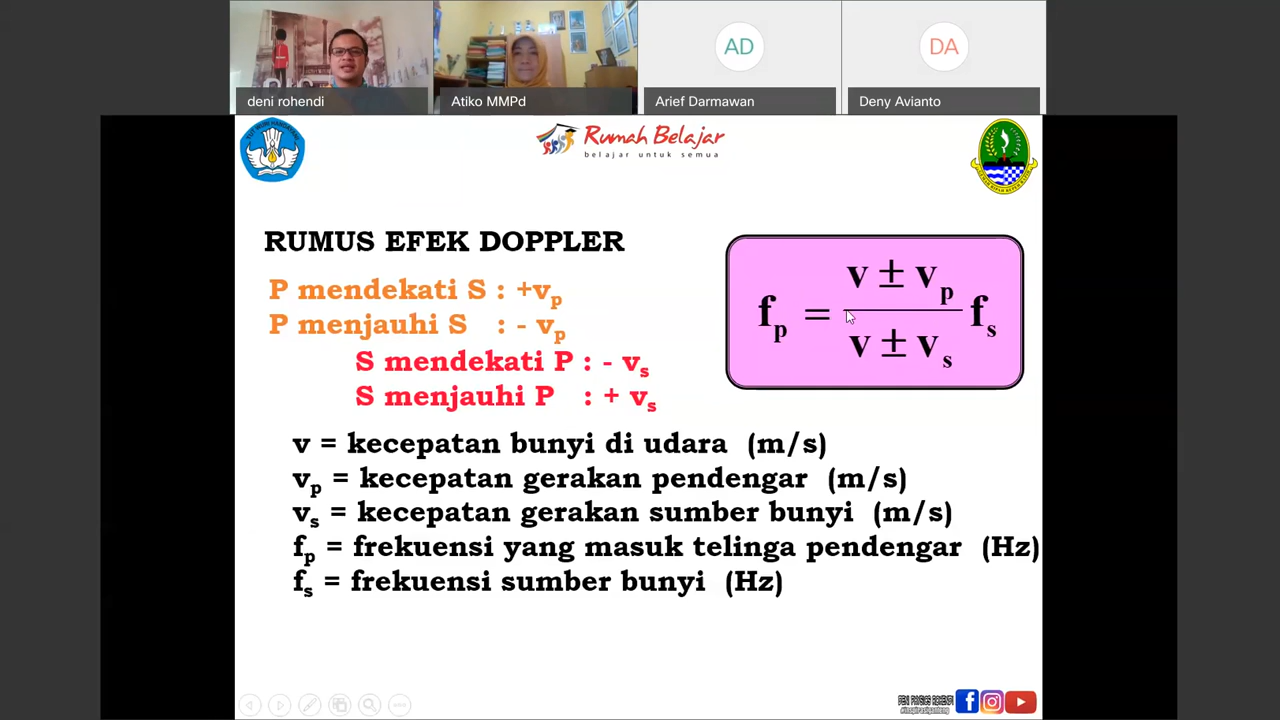 deni rohendi
Atiko MMPd
AD
Arief Darmawan
DA
Deny Avianto
Rumah Belajar
belajar untuk semua
RUMUS EFEK DOPPLER
P mendekati S : +vₚ
P menjauhi S : - vₚ
S mendekati P : - vₛ
S menjauhi P : + vₛ
fₚ = (v ± vₚ) / (v ± vₛ) fₛ
v = kecepatan bunyi di udara (m/s)
vₚ = kecepatan gerakan pendengar (m/s)
vₛ = kecepatan gerakan sumber bunyi (m/s)
fₚ = frekuensi yang masuk telinga pendengar (Hz)
fₛ = frekuensi sumber bunyi (Hz)